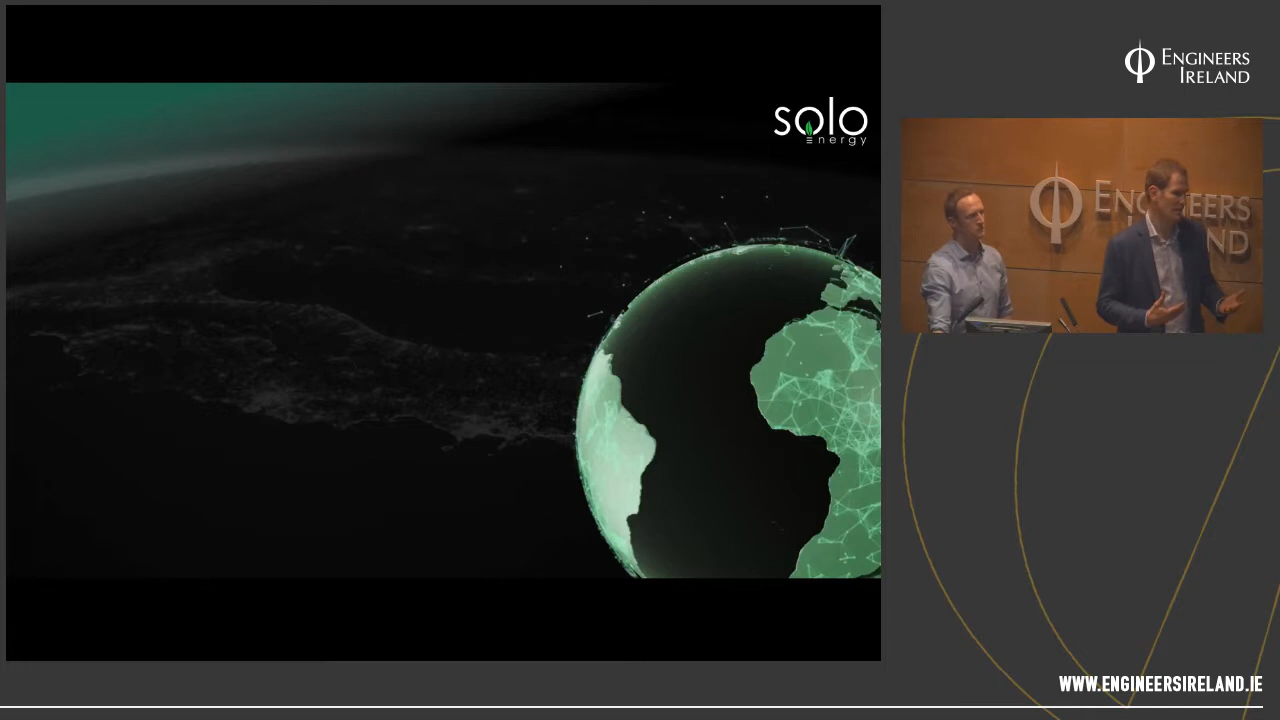 solo
energy
ENGINEERS
IRELAND
ENGINEERS
IRELAND
WWW.ENGINEERSIRELAND.IE